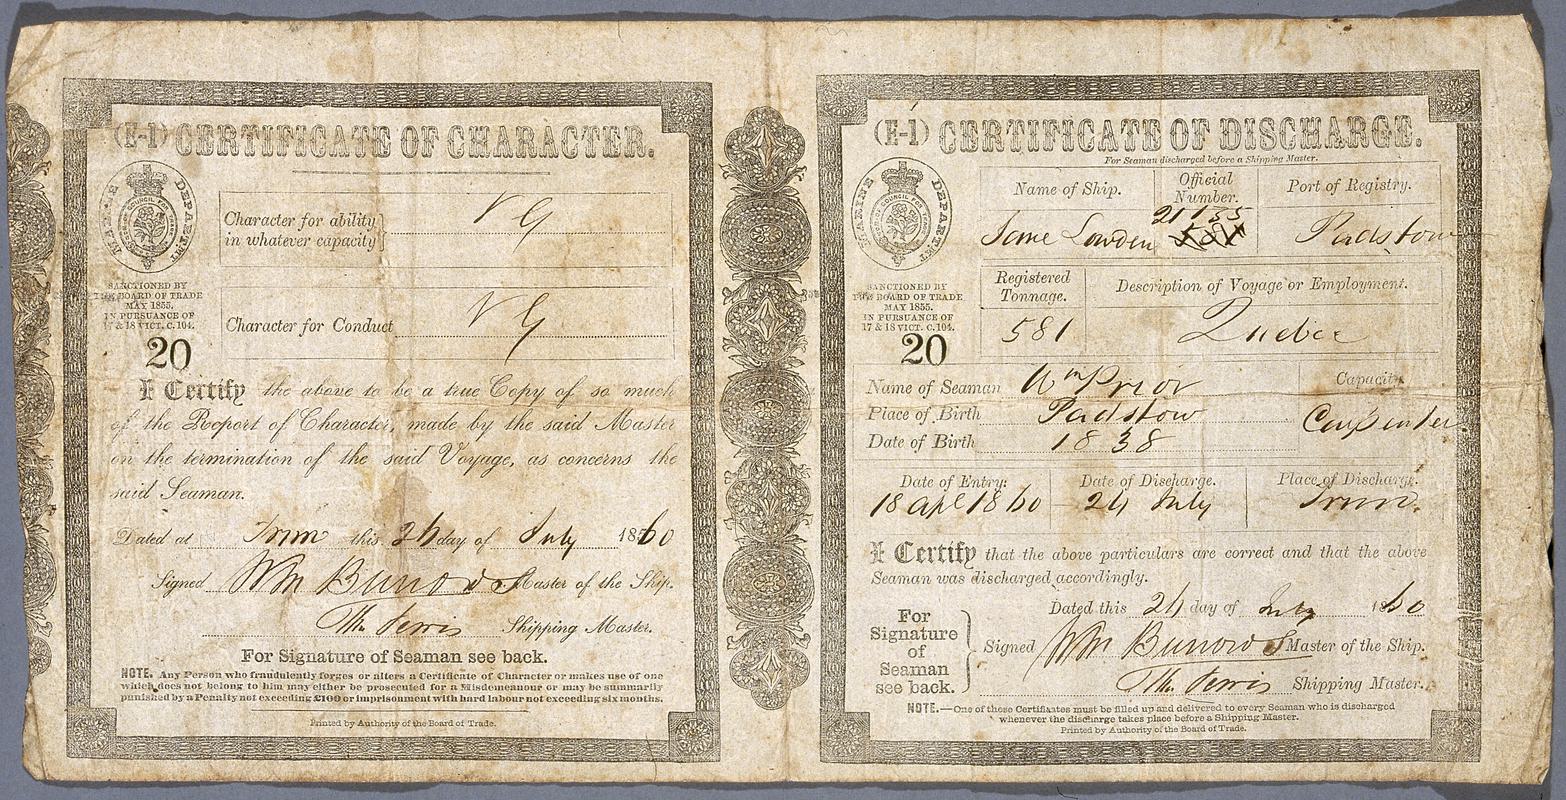 (E-1) CERTIFICATE OF CHARACTER.
MARINE DEPARTET
SANCTIONED BY
THE BOARD OF TRADE
MAY 1855.
IN PURSUANCE OF
17 & 18 VICT. C. 104.
20
Character for ability
in whatever capacity
V G
Character for Conduct
V G
I Certify the above to be a true Copy of so much
of the Report of Character, made by the said Master
on the termination of the said Voyage, as concerns the
said Seaman.
Dated at this day of July 1860
Signed Wm Master of the Ship.
Shipping Master.
For Signature of Seaman see back.
NOTE. Any Person who fraudulently forges or alters a Certificate of Character or makes use of one
which does not belong to him may either be prosecuted for a Misdemeanour or may be summarily
punished by a Penalty not exceeding £100 or imprisonment with hard labour not exceeding six months.
Printed by Authority of the Board of Trade.
(E-1) CERTIFICATE OF DISCHARGE.
For Seaman discharged before a Shipping Master.
MARINE DEPARTET
SANCTIONED BY
THE BOARD OF TRADE
MAY 1855.
IN PURSUANCE OF
17 & 18 VICT. C. 104.
20
Name of Ship. Official Number. Port of Registry.
21155 Padstow
Registered Tonnage. Description of Voyage or Employment.
581 Quebec
Name of Seaman Wm Prior Capacity
Place of Birth Padstow Carpenter
Date of Birth 1838
Date of Entry: Date of Discharge. Place of Discharge.
18 Apl 1860 July
I Certify that the above particulars are correct and that the above
Seaman was discharged accordingly.
Dated this day of July 1860
For
Signature
of
Seaman
see back.
Signed Wm Master of the Ship.
Shipping Master.
NOTE.—One of these Certificates must be filled up and delivered to every Seaman who is discharged
whenever the discharge takes place before a Shipping Master.
Printed by Authority of the Board of Trade.